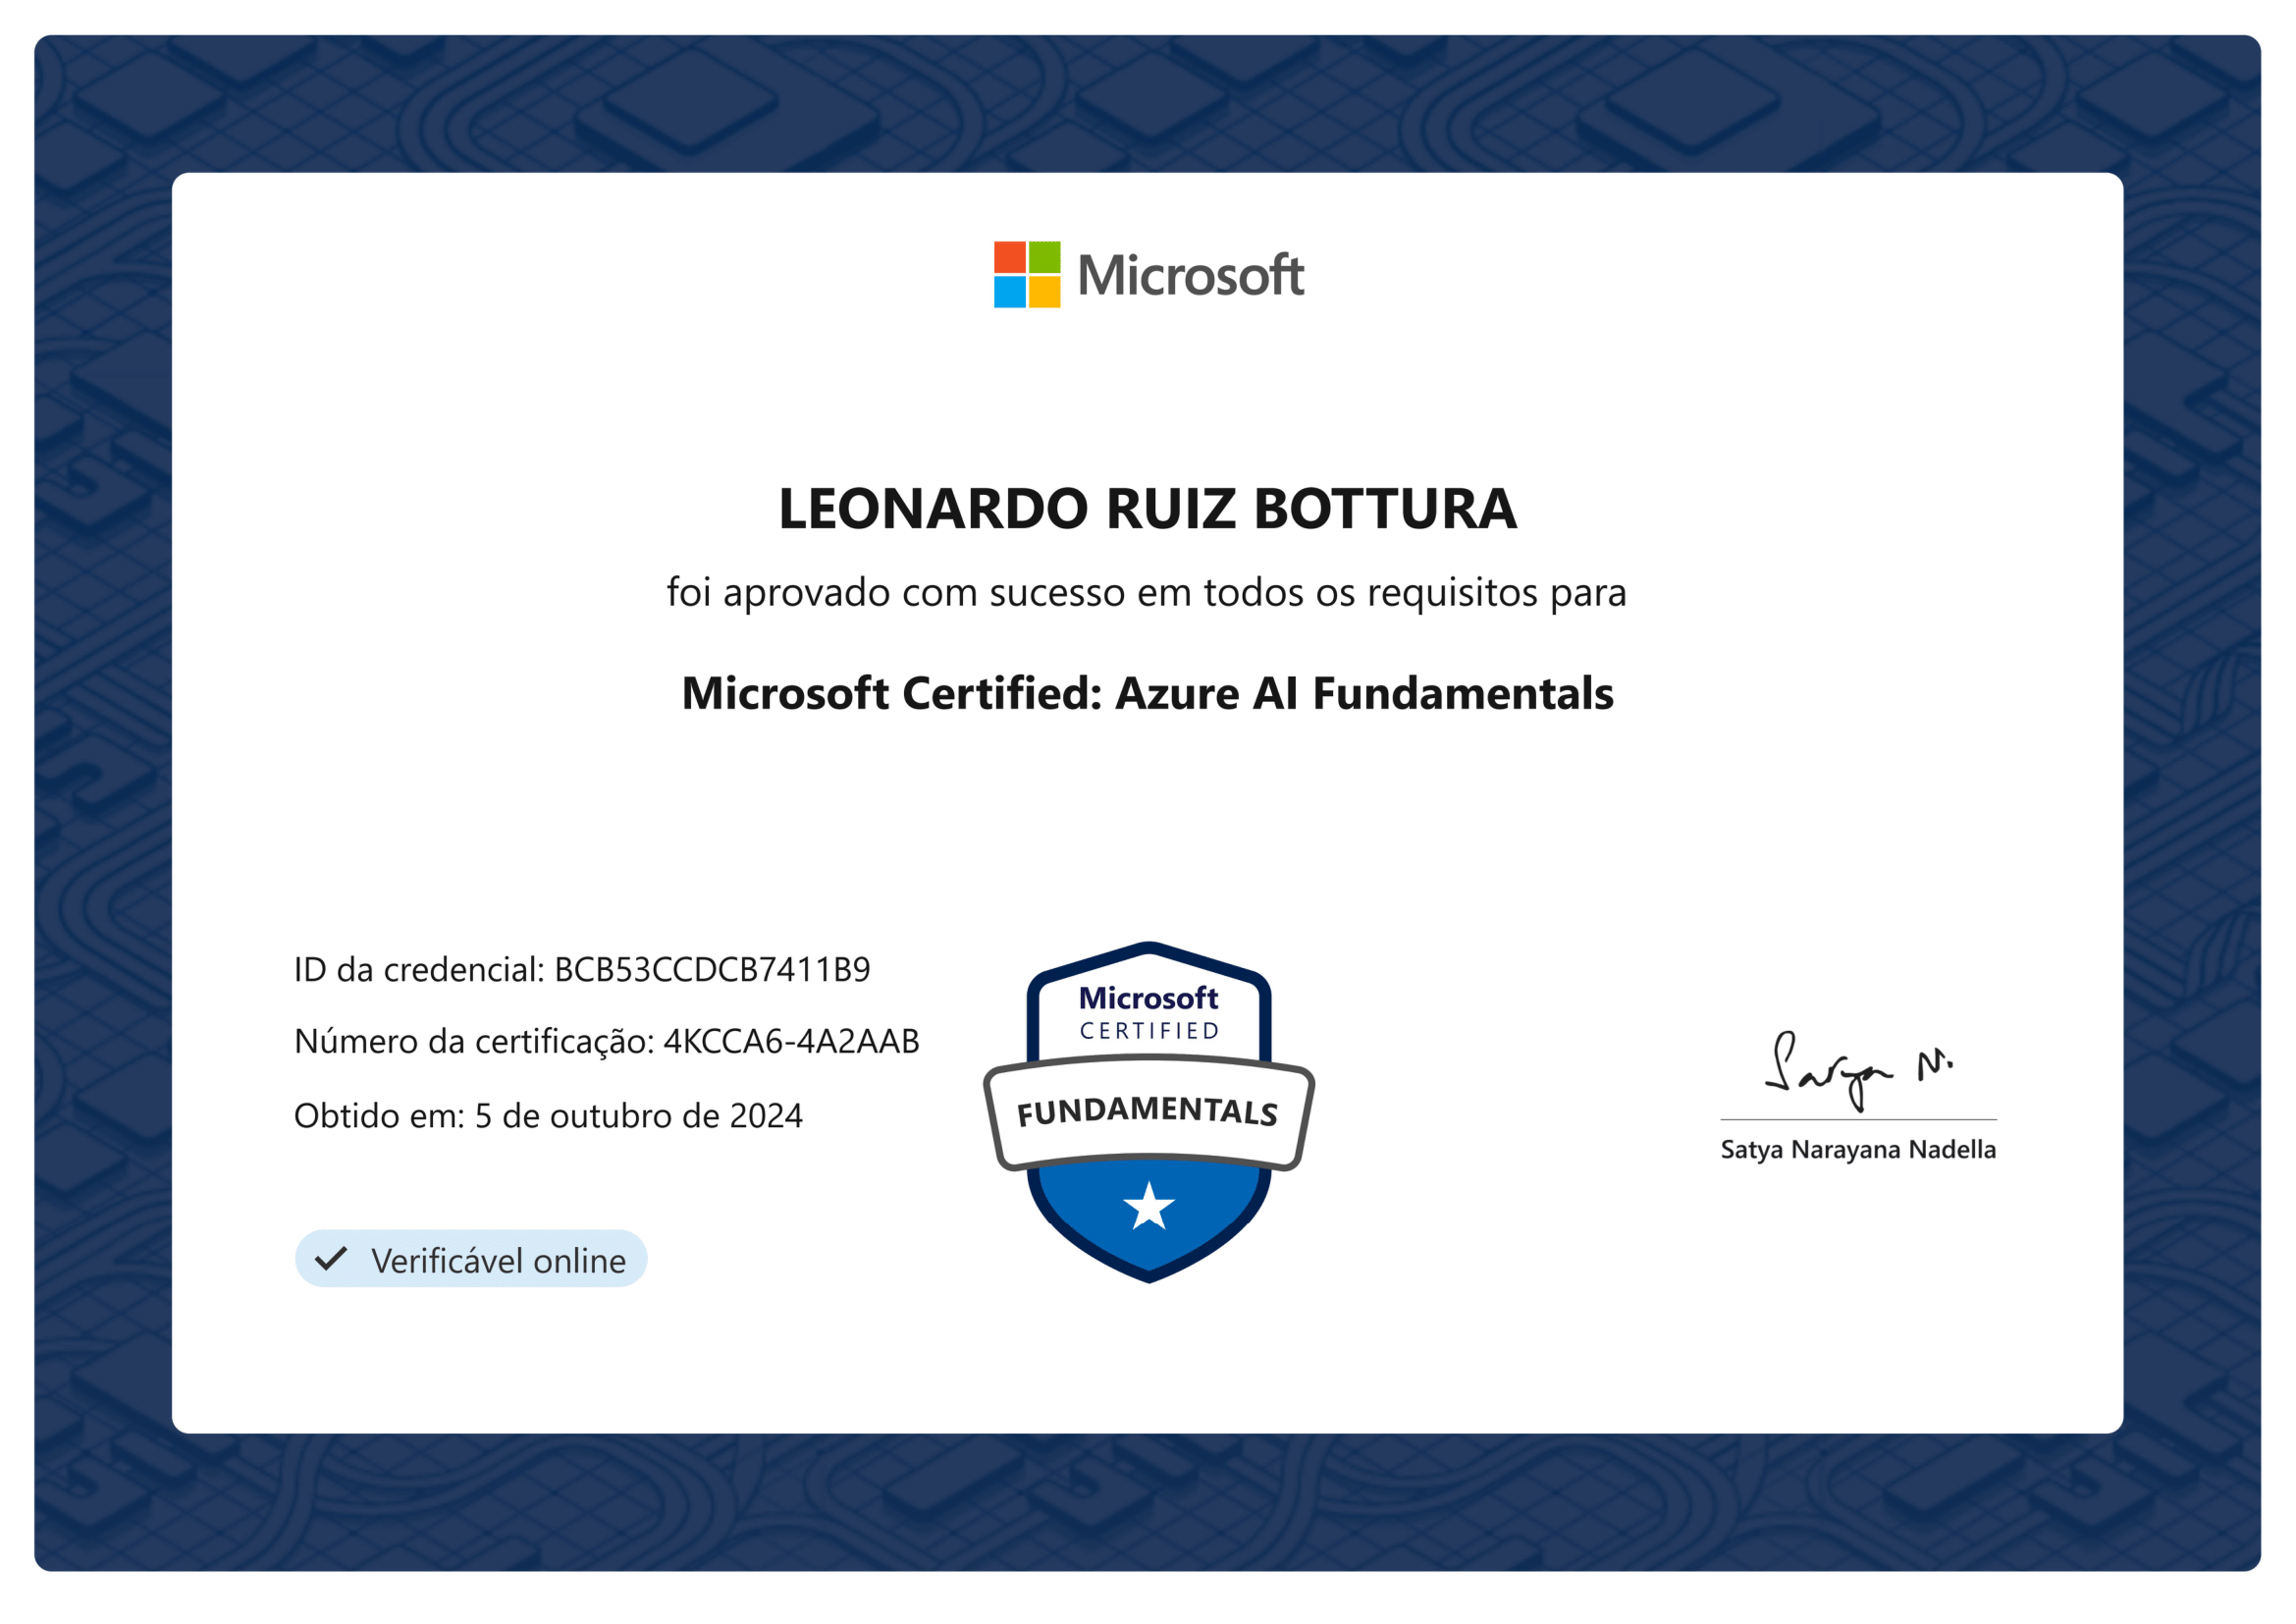 Microsoft
LEONARDO RUIZ BOTTURA
foi aprovado com sucesso em todos os requisitos para
Microsoft Certified: Azure AI Fundamentals
ID da credencial: BCB53CCDCB7411B9
Número da certificação: 4KCCA6-4A2AAB
Obtido em: 5 de outubro de 2024
Verificável online
Microsoft
CERTIFIED
FUNDAMENTALS
Satya N.
Satya Narayana Nadella